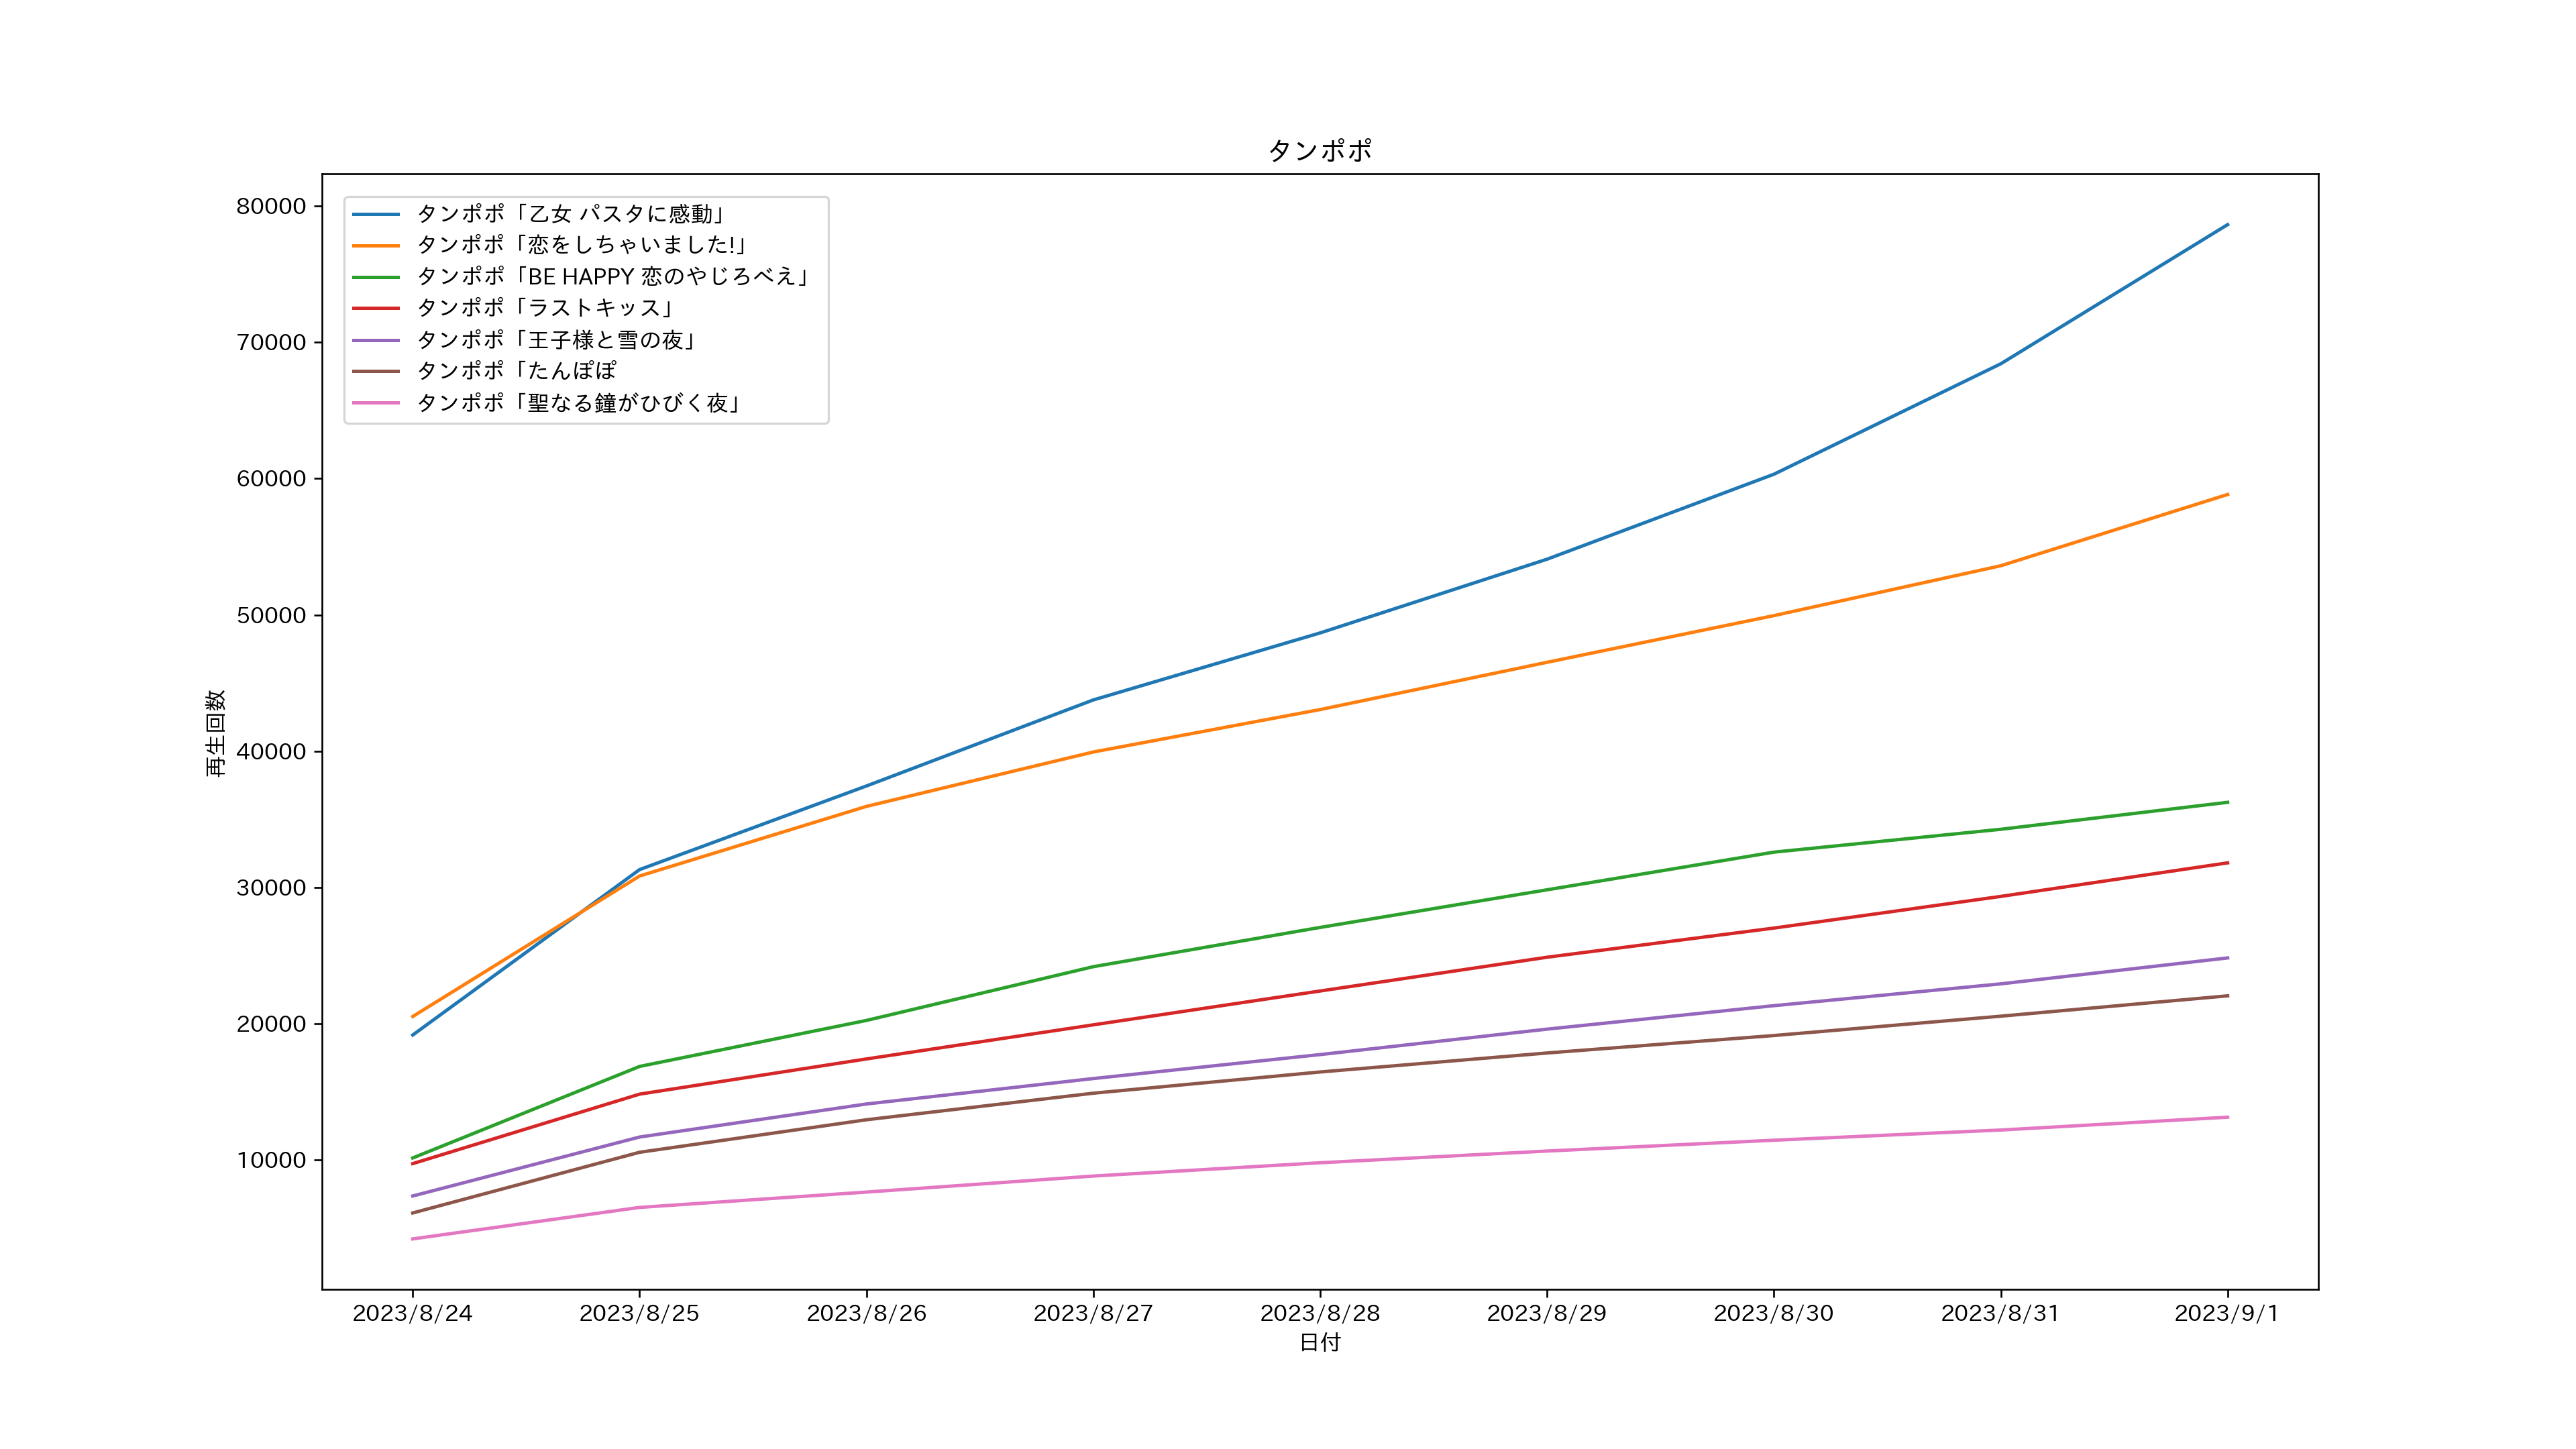 タンポポ
タンポポ「乙女 パスタに感動」
タンポポ「恋をしちゃいました!」
タンポポ「BE HAPPY 恋のやじろべえ」
タンポポ「ラストキッス」
タンポポ「王子様と雪の夜」
タンポポ「たんぽぽ
タンポポ「聖なる鐘がひびく夜」
80000
70000
60000
50000
40000
30000
20000
10000
再生回数
2023/8/24 2023/8/25 2023/8/26 2023/8/27 2023/8/28 2023/8/29 2023/8/30 2023/8/31 2023/9/1
日付